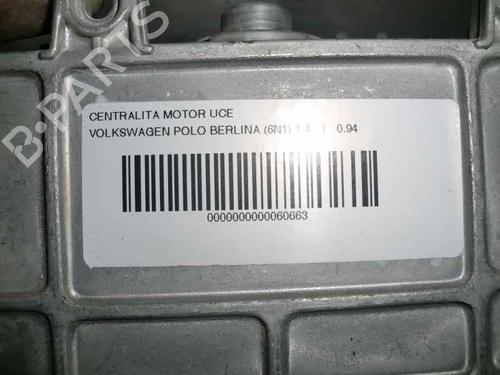 B-PARTS
CENTRALITA MOTOR UCE
VOLKSWAGEN POLO BERLINA (6N1) 1.4 | 0.94
0000000000060663